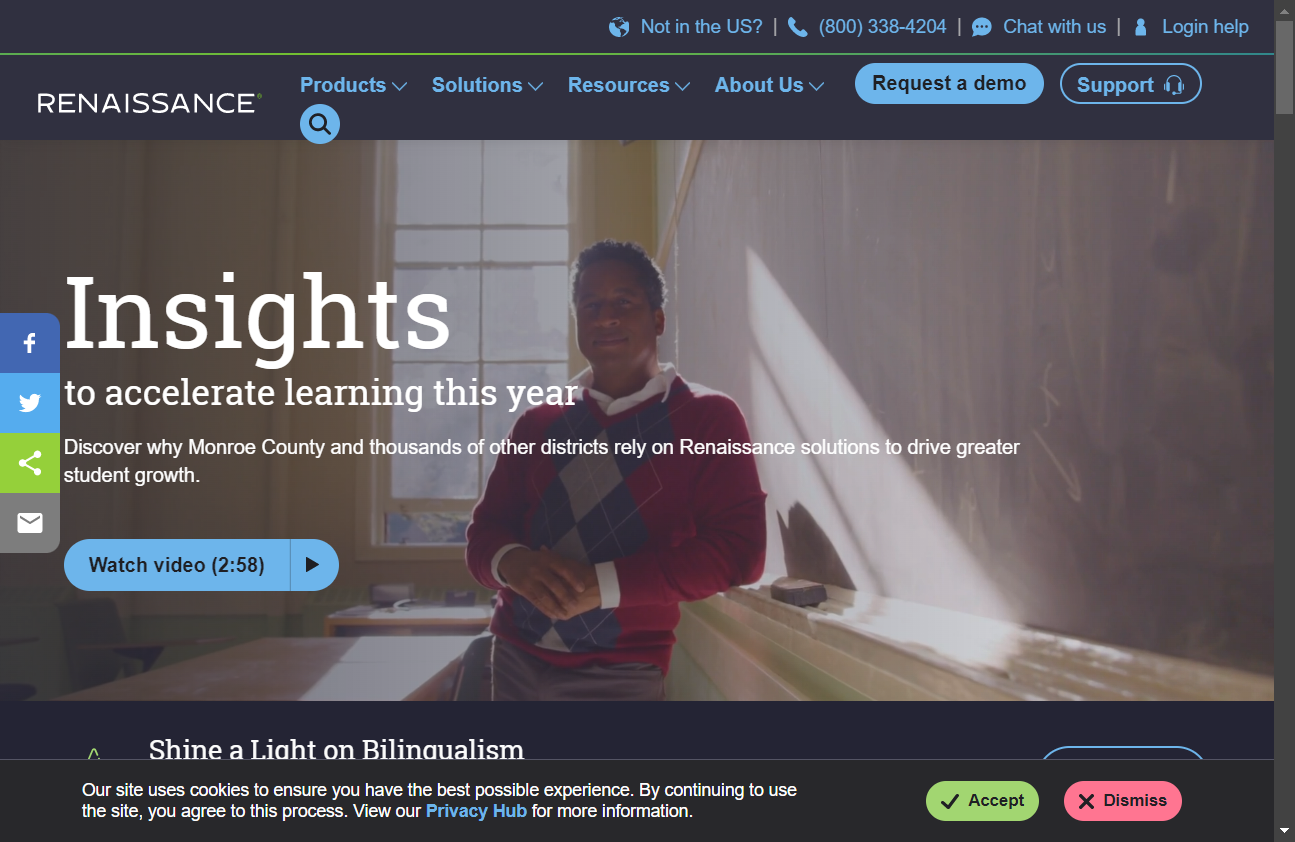 Not in the US? | (800) 338-4204 | Chat with us | Login help
RENAISSANCE
Products Solutions Resources About Us Request a demo Support
Insights
to accelerate learning this year
Discover why Monroe County and thousands of other districts rely on Renaissance solutions to drive greater
student growth.
Watch video (2:58)
Shine a Light on Bilingualism
Our site uses cookies to ensure you have the best possible experience. By continuing to use
the site, you agree to this process. View our Privacy Hub for more information.
Accept Dismiss